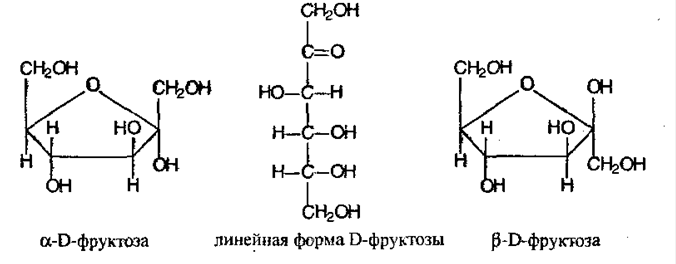 CH₂OH O CH₂OH
H HO
H OH
OH H
α-D-фруктоза
CH₂OH
C=O
HO–C–H
H–C–OH
H–C–OH
CH₂OH
линейная форма D-фруктозы
CH₂OH O OH
H HO
H CH₂OH
OH H
β-D-фруктоза